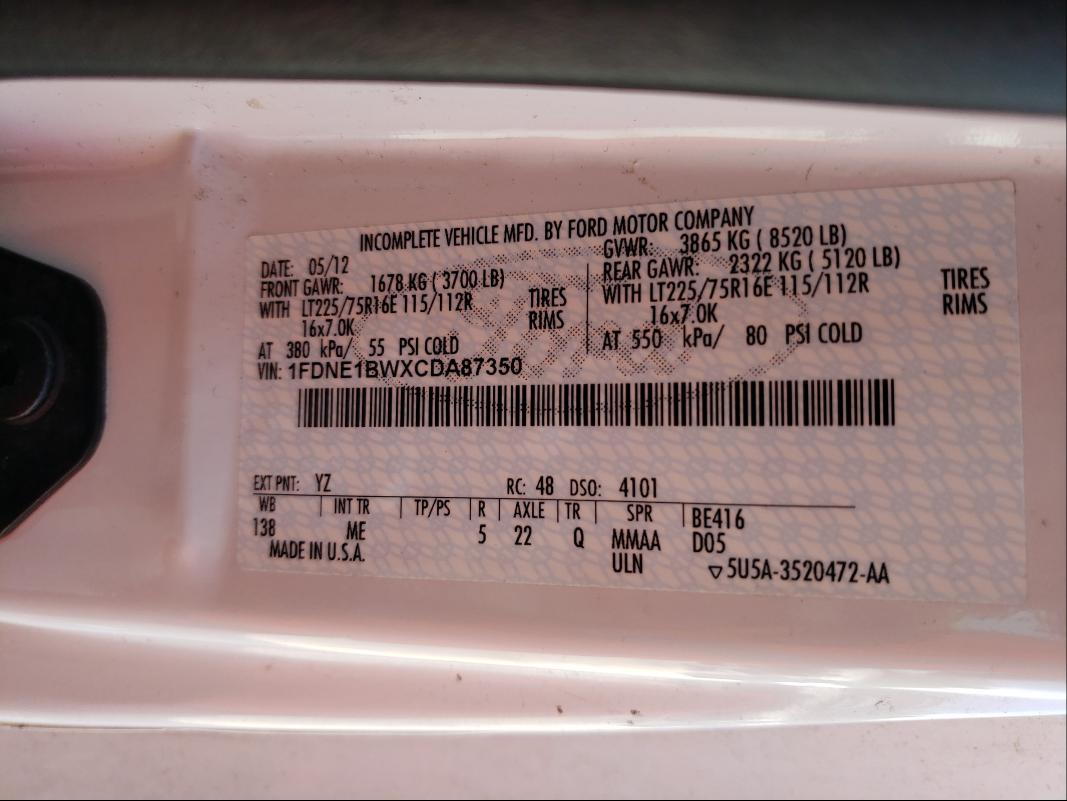 INCOMPLETE VEHICLE MFD. BY FORD MOTOR COMPANY
DATE: 05/12 GVWR: 3865 KG ( 8520 LB)
FRONT GAWR: 1678 KG ( 3700 LB) REAR GAWR: 2322 KG ( 5120 LB)
WITH LT225/75R16E 115/112R TIRES WITH LT225/75R16E 115/112R TIRES
16x7.0K RIMS 16x7.0K RIMS
AT 380 kPa/ 55 PSI COLD AT 550 kPa/ 80 PSI COLD
VIN: 1FDNE1BWXCDA87350
EXT PNT: YZ RC: 48 DSO: 4101
WB INT TR TP/PS R AXLE TR SPR BE416
138 ME 5 22 Q MMAA D05
MADE IN U.S.A. ULN ▽5U5A-3520472-AA